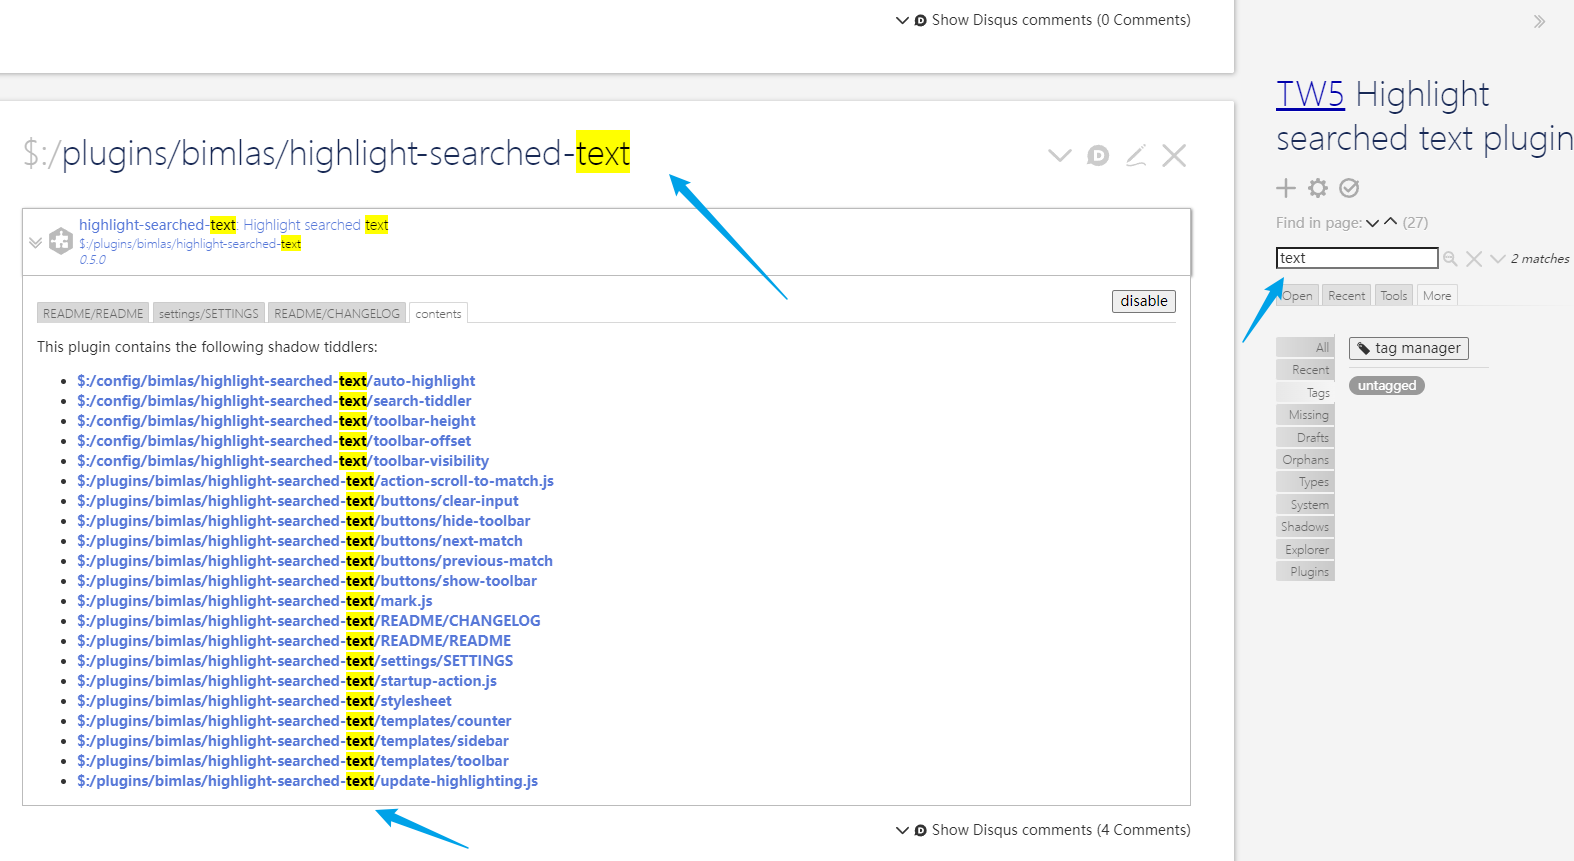 Show Disqus comments (0 Comments)
$:/plugins/bimlas/highlight-searched-text
highlight-searched-text: Highlight searched text
$:/plugins/bimlas/highlight-searched-text
0.5.0
disable
README/README settings/SETTINGS README/CHANGELOG contents
This plugin contains the following shadow tiddlers:
$:/config/bimlas/highlight-searched-text/auto-highlight
$:/config/bimlas/highlight-searched-text/search-tiddler
$:/config/bimlas/highlight-searched-text/toolbar-height
$:/config/bimlas/highlight-searched-text/toolbar-offset
$:/config/bimlas/highlight-searched-text/toolbar-visibility
$:/plugins/bimlas/highlight-searched-text/action-scroll-to-match.js
$:/plugins/bimlas/highlight-searched-text/buttons/clear-input
$:/plugins/bimlas/highlight-searched-text/buttons/hide-toolbar
$:/plugins/bimlas/highlight-searched-text/buttons/next-match
$:/plugins/bimlas/highlight-searched-text/buttons/previous-match
$:/plugins/bimlas/highlight-searched-text/buttons/show-toolbar
$:/plugins/bimlas/highlight-searched-text/mark.js
$:/plugins/bimlas/highlight-searched-text/README/CHANGELOG
$:/plugins/bimlas/highlight-searched-text/README/README
$:/plugins/bimlas/highlight-searched-text/settings/SETTINGS
$:/plugins/bimlas/highlight-searched-text/startup-action.js
$:/plugins/bimlas/highlight-searched-text/stylesheet
$:/plugins/bimlas/highlight-searched-text/templates/counter
$:/plugins/bimlas/highlight-searched-text/templates/sidebar
$:/plugins/bimlas/highlight-searched-text/templates/toolbar
$:/plugins/bimlas/highlight-searched-text/update-highlighting.js
Show Disqus comments (4 Comments)
TW5 Highlight
searched text plugin
Find in page: (27)
text 2 matches
Open Recent Tools More
All
Recent
Tags
Missing
Drafts
Orphans
Types
System
Shadows
Explorer
Plugins
tag manager
untagged